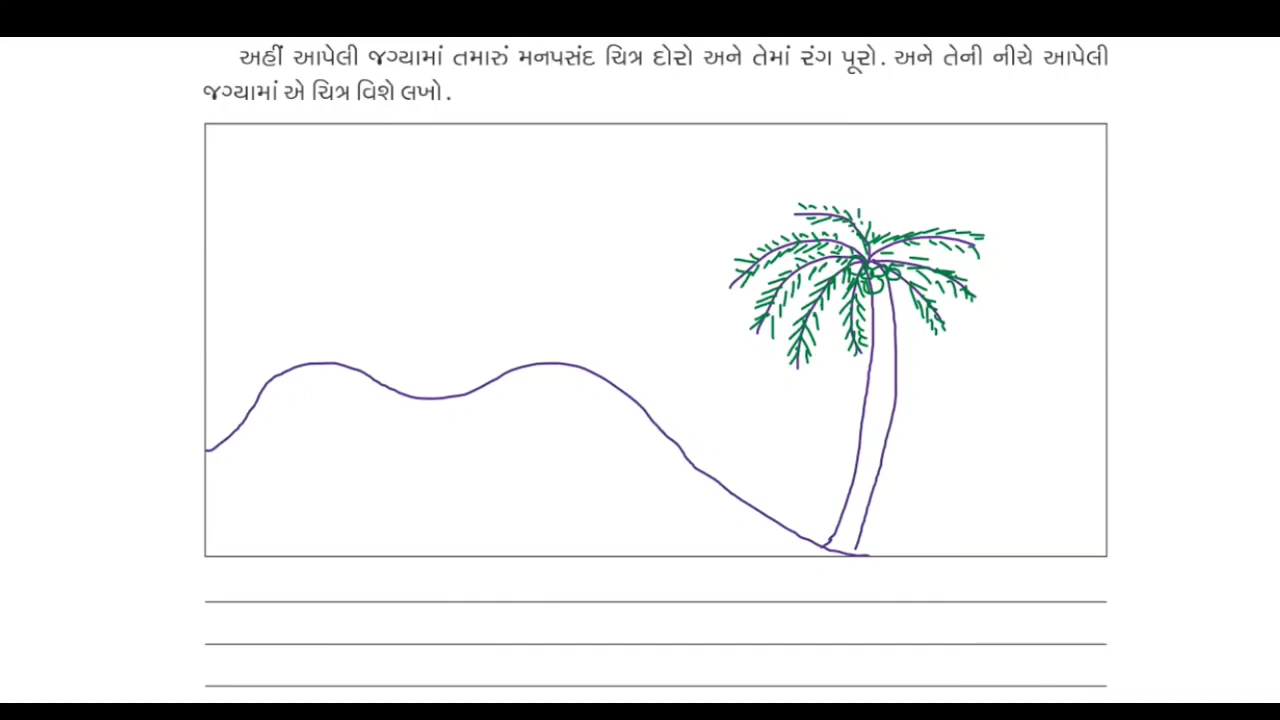 અહીં આપેલી જગ્યામાં તમારું મનપસંદ ચિત્ર દોરો અને તેમાં રંગ પૂરો. અને તેની નીચે આપેલી
જગ્યામાં એ ચિત્ર વિશે લખો.